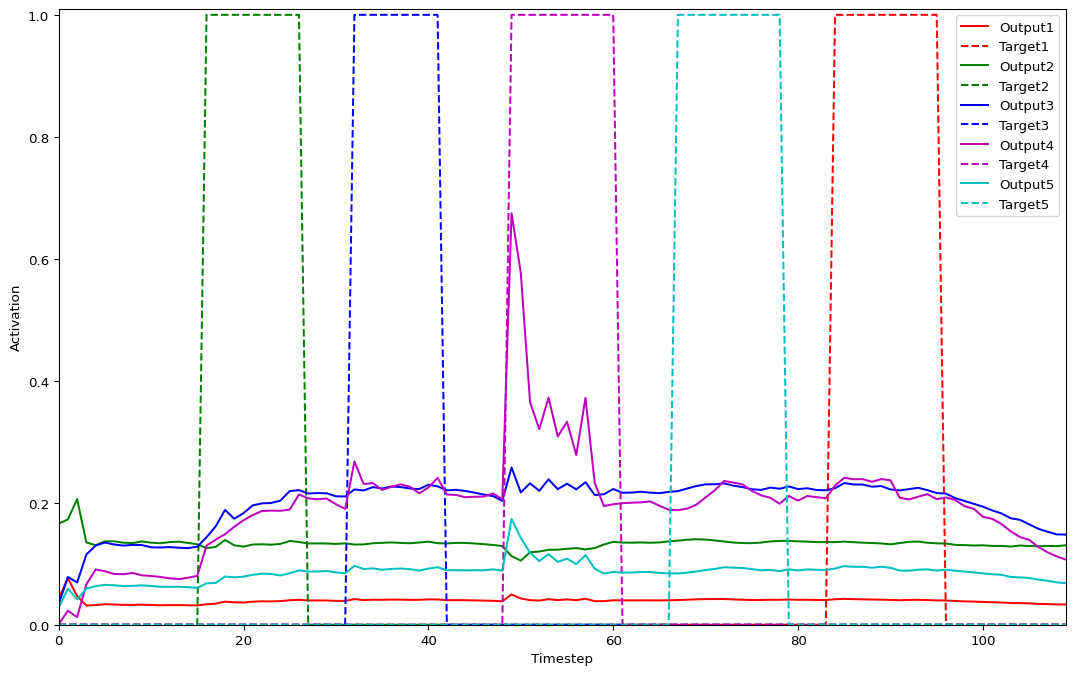 1.0
0.8
0.6
0.4
0.2
0.0
Activation
0
20
40
60
80
100
Timestep
Output1
Target1
Output2
Target2
Output3
Target3
Output4
Target4
Output5
Target5